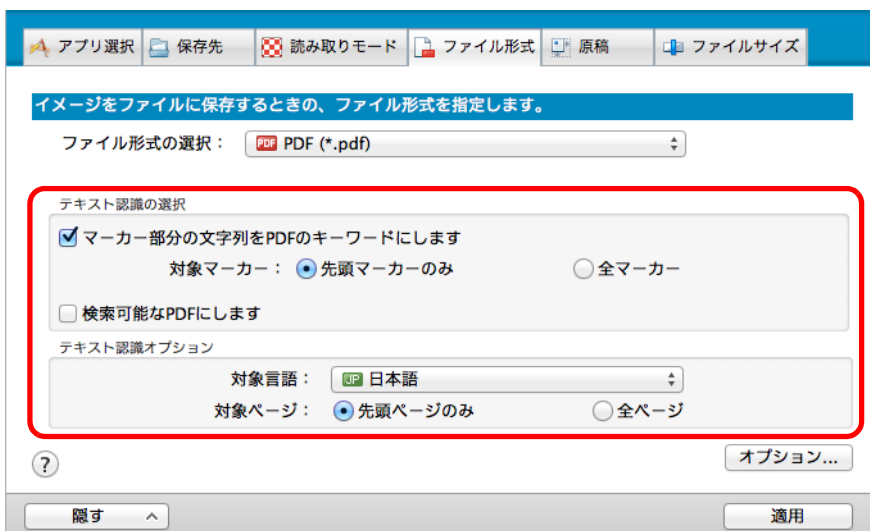 アプリ選択 保存先 読み取りモード ファイル形式 原稿 ファイルサイズ
イメージをファイルに保存するときの、ファイル形式を指定します。
ファイル形式の選択： PDF PDF (*.pdf)
テキスト認識の選択
マーカー部分の文字列をPDFのキーワードにします
対象マーカー： 先頭マーカーのみ 全マーカー
検索可能なPDFにします
テキスト認識オプション
対象言語： JP 日本語
対象ページ： 先頭ページのみ 全ページ
? オプション...
隠す 適用